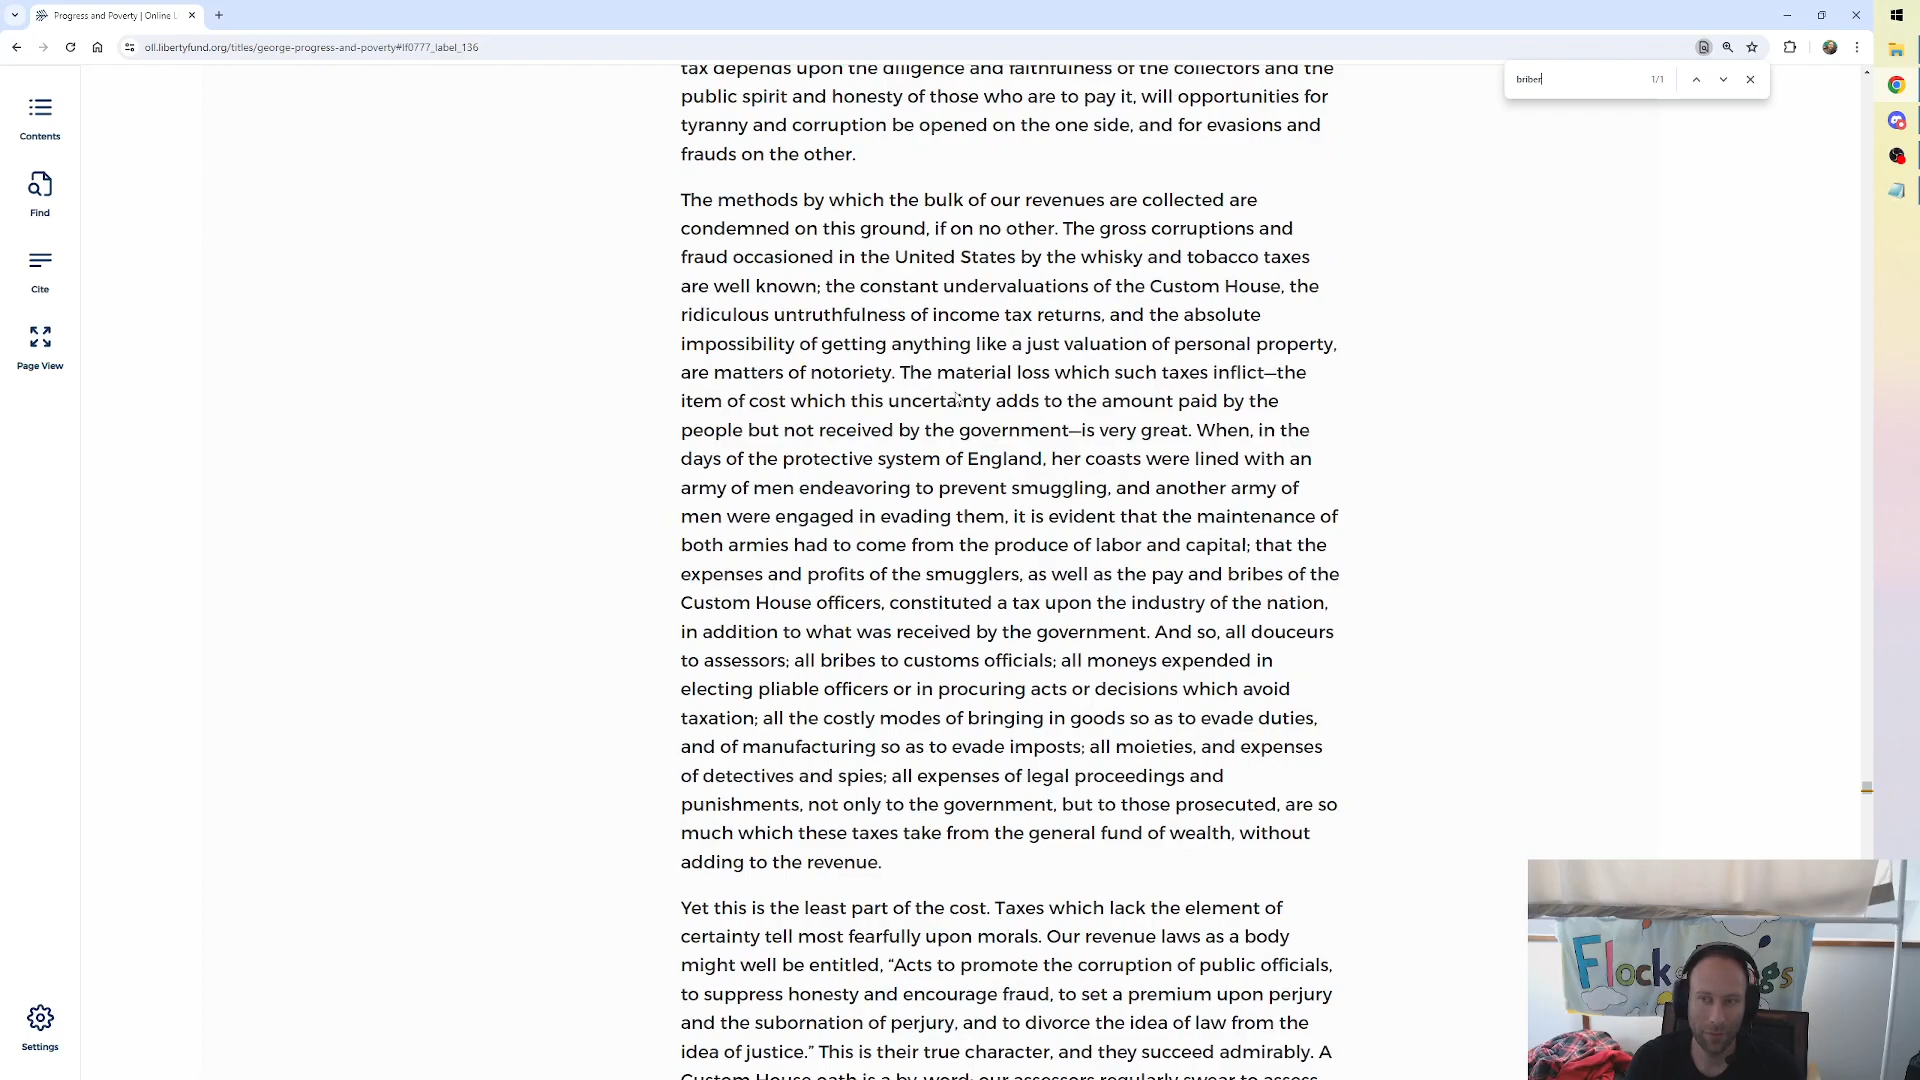 Progress and Poverty | Online L
oll.libertyfund.org/titles/george-progress-and-poverty#lf0777_label_136
briber
1/1
Contents
Find
Cite
Page View
Settings
tax depends upon the diligence and faithfulness of the collectors and the
public spirit and honesty of those who are to pay it, will opportunities for
tyranny and corruption be opened on the one side, and for evasions and
frauds on the other.
The methods by which the bulk of our revenues are collected are
condemned on this ground, if on no other. The gross corruptions and
fraud occasioned in the United States by the whisky and tobacco taxes
are well known; the constant undervaluations of the Custom House, the
ridiculous untruthfulness of income tax returns, and the absolute
impossibility of getting anything like a just valuation of personal property,
are matters of notoriety. The material loss which such taxes inflict—the
item of cost which this uncertainty adds to the amount paid by the
people but not received by the government—is very great. When, in the
days of the protective system of England, her coasts were lined with an
army of men endeavoring to prevent smuggling, and another army of
men were engaged in evading them, it is evident that the maintenance of
both armies had to come from the produce of labor and capital; that the
expenses and profits of the smugglers, as well as the pay and bribes of the
Custom House officers, constituted a tax upon the industry of the nation,
in addition to what was received by the government. And so, all douceurs
to assessors; all bribes to customs officials; all moneys expended in
electing pliable officers or in procuring acts or decisions which avoid
taxation; all the costly modes of bringing in goods so as to evade duties,
and of manufacturing so as to evade imposts; all moieties, and expenses
of detectives and spies; all expenses of legal proceedings and
punishments, not only to the government, but to those prosecuted, are so
much which these taxes take from the general fund of wealth, without
adding to the revenue.
Yet this is the least part of the cost. Taxes which lack the element of
certainty tell most fearfully upon morals. Our revenue laws as a body
might well be entitled, “Acts to promote the corruption of public officials,
to suppress honesty and encourage fraud, to set a premium upon perjury
and the subornation of perjury, and to divorce the idea of law from the
idea of justice.” This is their true character, and they succeed admirably. A
Custom House oath is a by-word; our assessors regularly swear to assess
Flock